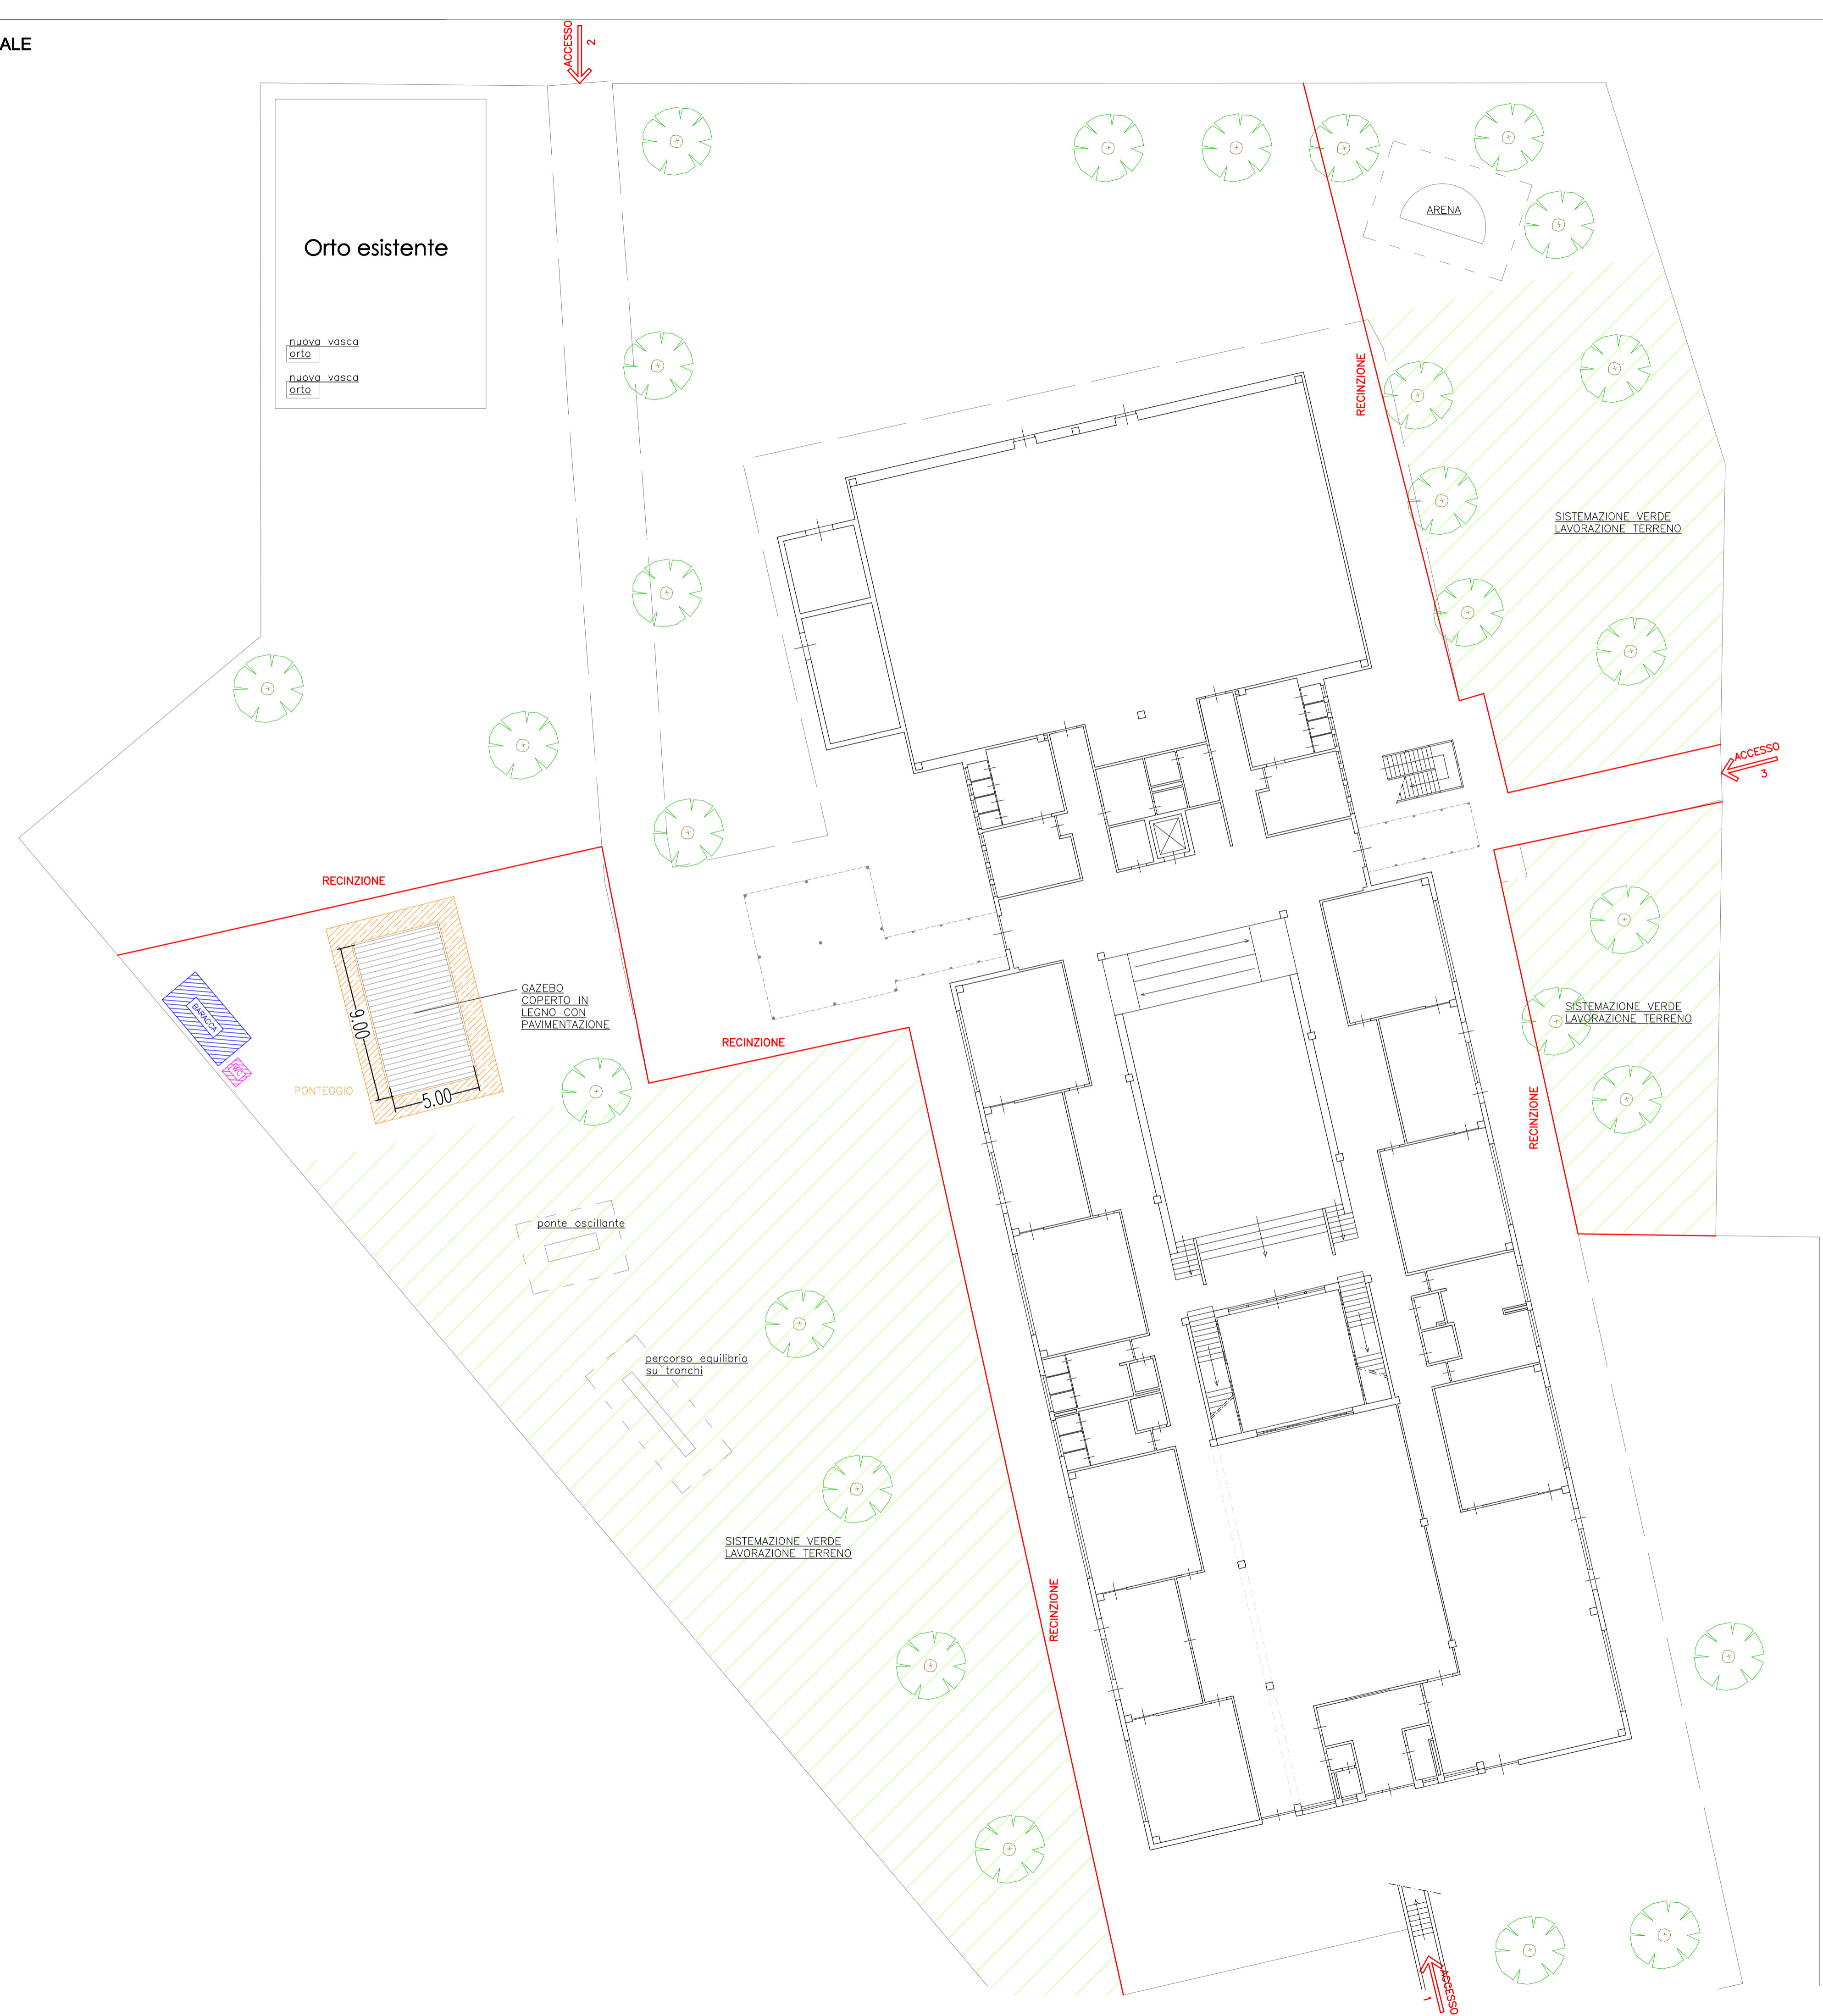 ALE
ACCESSO
2
Orto esistente
nuova vasca
orto
nuova vasca
orto
ARENA
RECINZIONE
SISTEMAZIONE VERDE
LAVORAZIONE TERRENO
ACCESSO
3
RECINZIONE
BARACCA
WC
9.00
5.00
PONTEGGIO
GAZEBO
COPERTO IN
LEGNO CON
PAVIMENTAZIONE
RECINZIONE
SISTEMAZIONE VERDE
LAVORAZIONE TERRENO
RECINZIONE
ponte oscillante
percorso equilibrio
su tronchi
SISTEMAZIONE VERDE
LAVORAZIONE TERRENO
RECINZIONE
ACCESSO
1